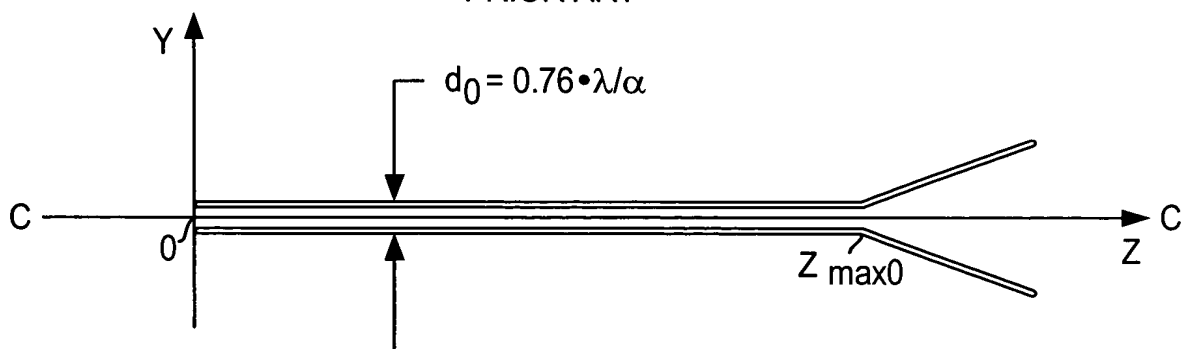 PRIOR ART
Y
d0 = 0.76•λ/α
C
C
0
Z max0
Z